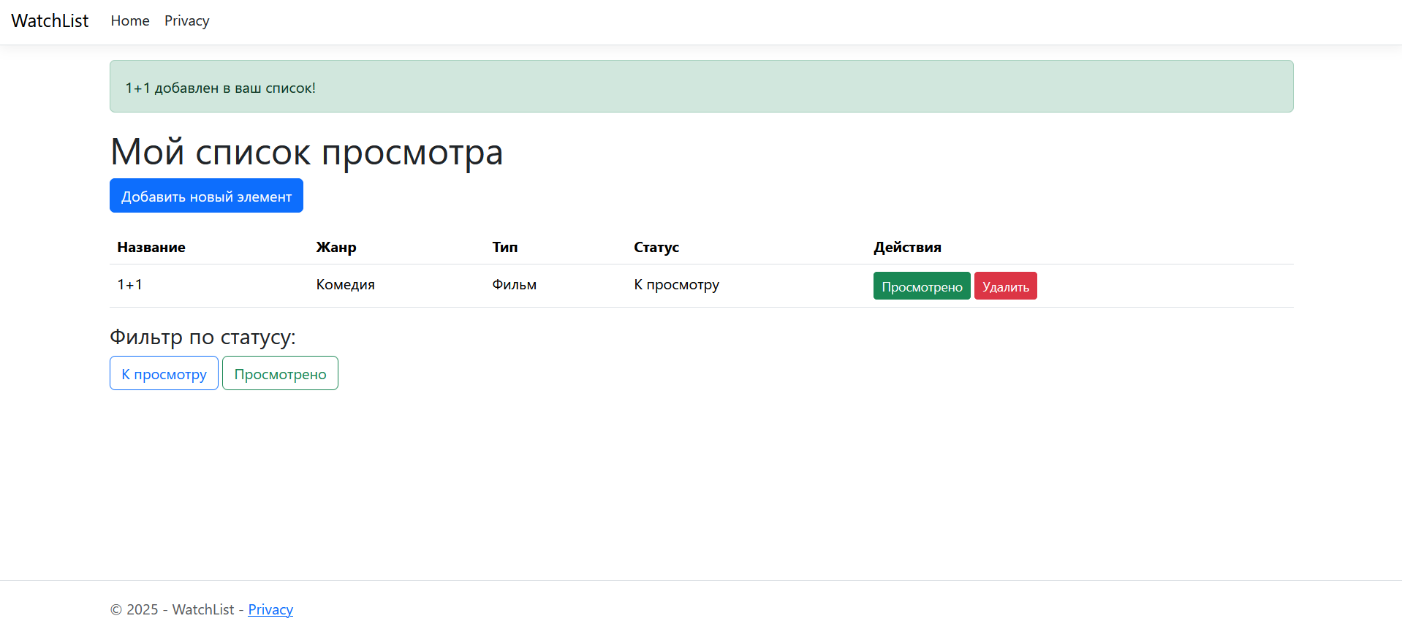 WatchList Home Privacy
1+1 добавлен в ваш список!
Мой список просмотра
Добавить новый элемент
Название Жанр Тип Статус Действия
1+1 Комедия Фильм К просмотру Просмотрено Удалить
Фильтр по статусу:
К просмотру Просмотрено
© 2025 - WatchList - Privacy